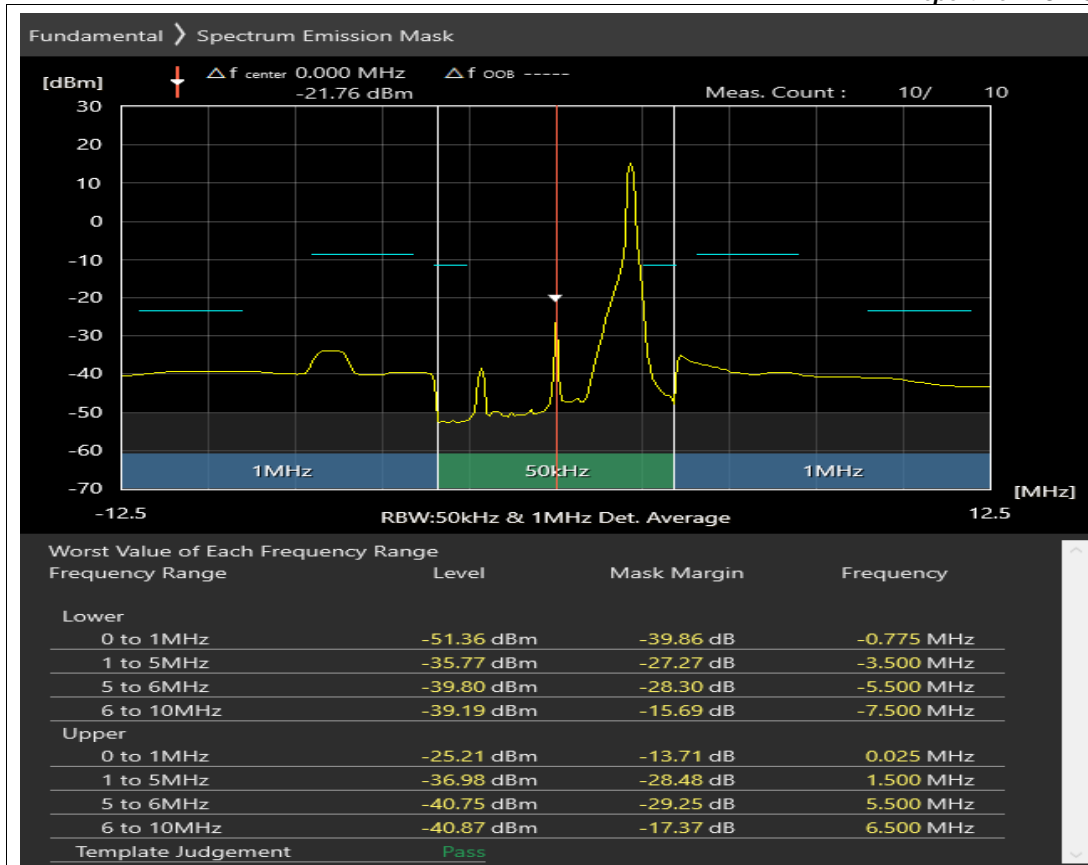 Fundamental 〉 Spectrum Emission Mask
[dBm]
△ f center 0.000 MHz △ f OOB -----
-21.76 dBm Meas. Count : 10/ 10
30
20
10
0
-10
-20
-30
-40
-50
-60
-70
1MHz 50kHz 1MHz
[MHz]
-12.5 RBW:50kHz & 1MHz Det. Average 12.5
Worst Value of Each Frequency Range
Frequency Range Level Mask Margin Frequency
Lower
0 to 1MHz -51.36 dBm -39.86 dB -0.775 MHz
1 to 5MHz -35.77 dBm -27.27 dB -3.500 MHz
5 to 6MHz -39.80 dBm -28.30 dB -5.500 MHz
6 to 10MHz -39.19 dBm -15.69 dB -7.500 MHz
Upper
0 to 1MHz -25.21 dBm -13.71 dB 0.025 MHz
1 to 5MHz -36.98 dBm -28.48 dB 1.500 MHz
5 to 6MHz -40.75 dBm -29.25 dB 5.500 MHz
6 to 10MHz -40.87 dBm -17.37 dB 6.500 MHz
Template Judgement Pass